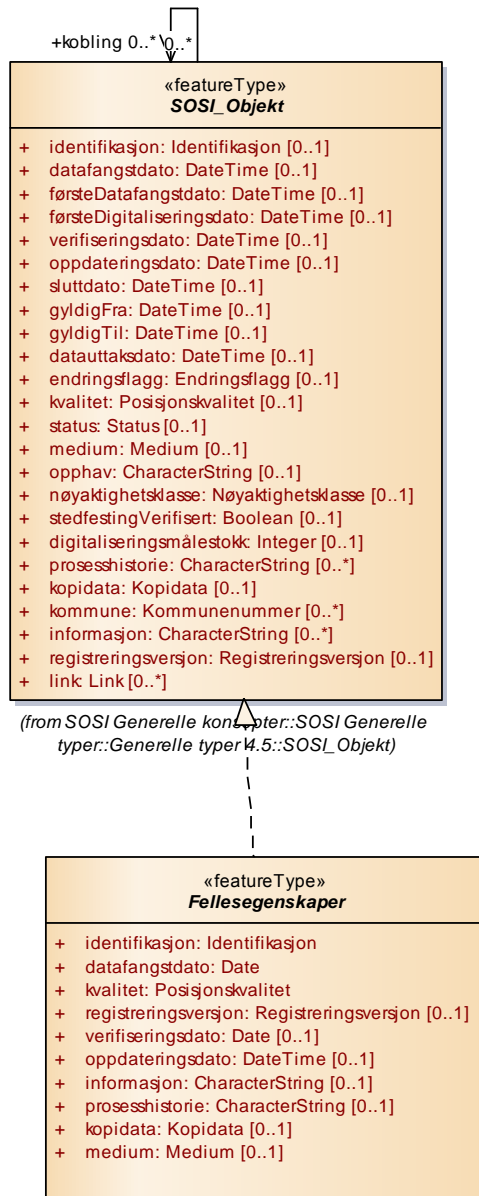 +kobling 0..* 0..*
«featureType»
SOSI_Objekt
+ identifikasjon: Identifikasjon [0..1]
+ datafangstdato: DateTime [0..1]
+ førsteDatafangstdato: DateTime [0..1]
+ førsteDigitaliseringsdato: DateTime [0..1]
+ verifiseringsdato: DateTime [0..1]
+ oppdateringsdato: DateTime [0..1]
+ sluttdato: DateTime [0..1]
+ gyldigFra: DateTime [0..1]
+ gyldigTil: DateTime [0..1]
+ datauttaksdato: DateTime [0..1]
+ endringsflagg: Endringsflagg [0..1]
+ kvalitet: Posisjonskvalitet [0..1]
+ status: Status [0..1]
+ medium: Medium [0..1]
+ opphav: CharacterString [0..1]
+ nøyaktighetsklasse: Nøyaktighetsklasse [0..1]
+ stedfestingVerifisert: Boolean [0..1]
+ digitaliseringsmålestokk: Integer [0..1]
+ prosesshistorie: CharacterString [0..*]
+ kopidata: Kopidata [0..1]
+ kommune: Kommunenummer [0..*]
+ informasjon: CharacterString [0..*]
+ registreringsversjon: Registreringsversjon [0..1]
+ link: Link [0..*]
(from SOSI Generelle konsepter::SOSI Generelle
typer::Generelle typer 4.5::SOSI_Objekt)
«featureType»
Fellesegenskaper
+ identifikasjon: Identifikasjon
+ datafangstdato: Date
+ kvalitet: Posisjonskvalitet
+ registreringsversjon: Registreringsversjon [0..1]
+ verifiseringsdato: Date [0..1]
+ oppdateringsdato: DateTime [0..1]
+ informasjon: CharacterString [0..1]
+ prosesshistorie: CharacterString [0..1]
+ kopidata: Kopidata [0..1]
+ medium: Medium [0..1]